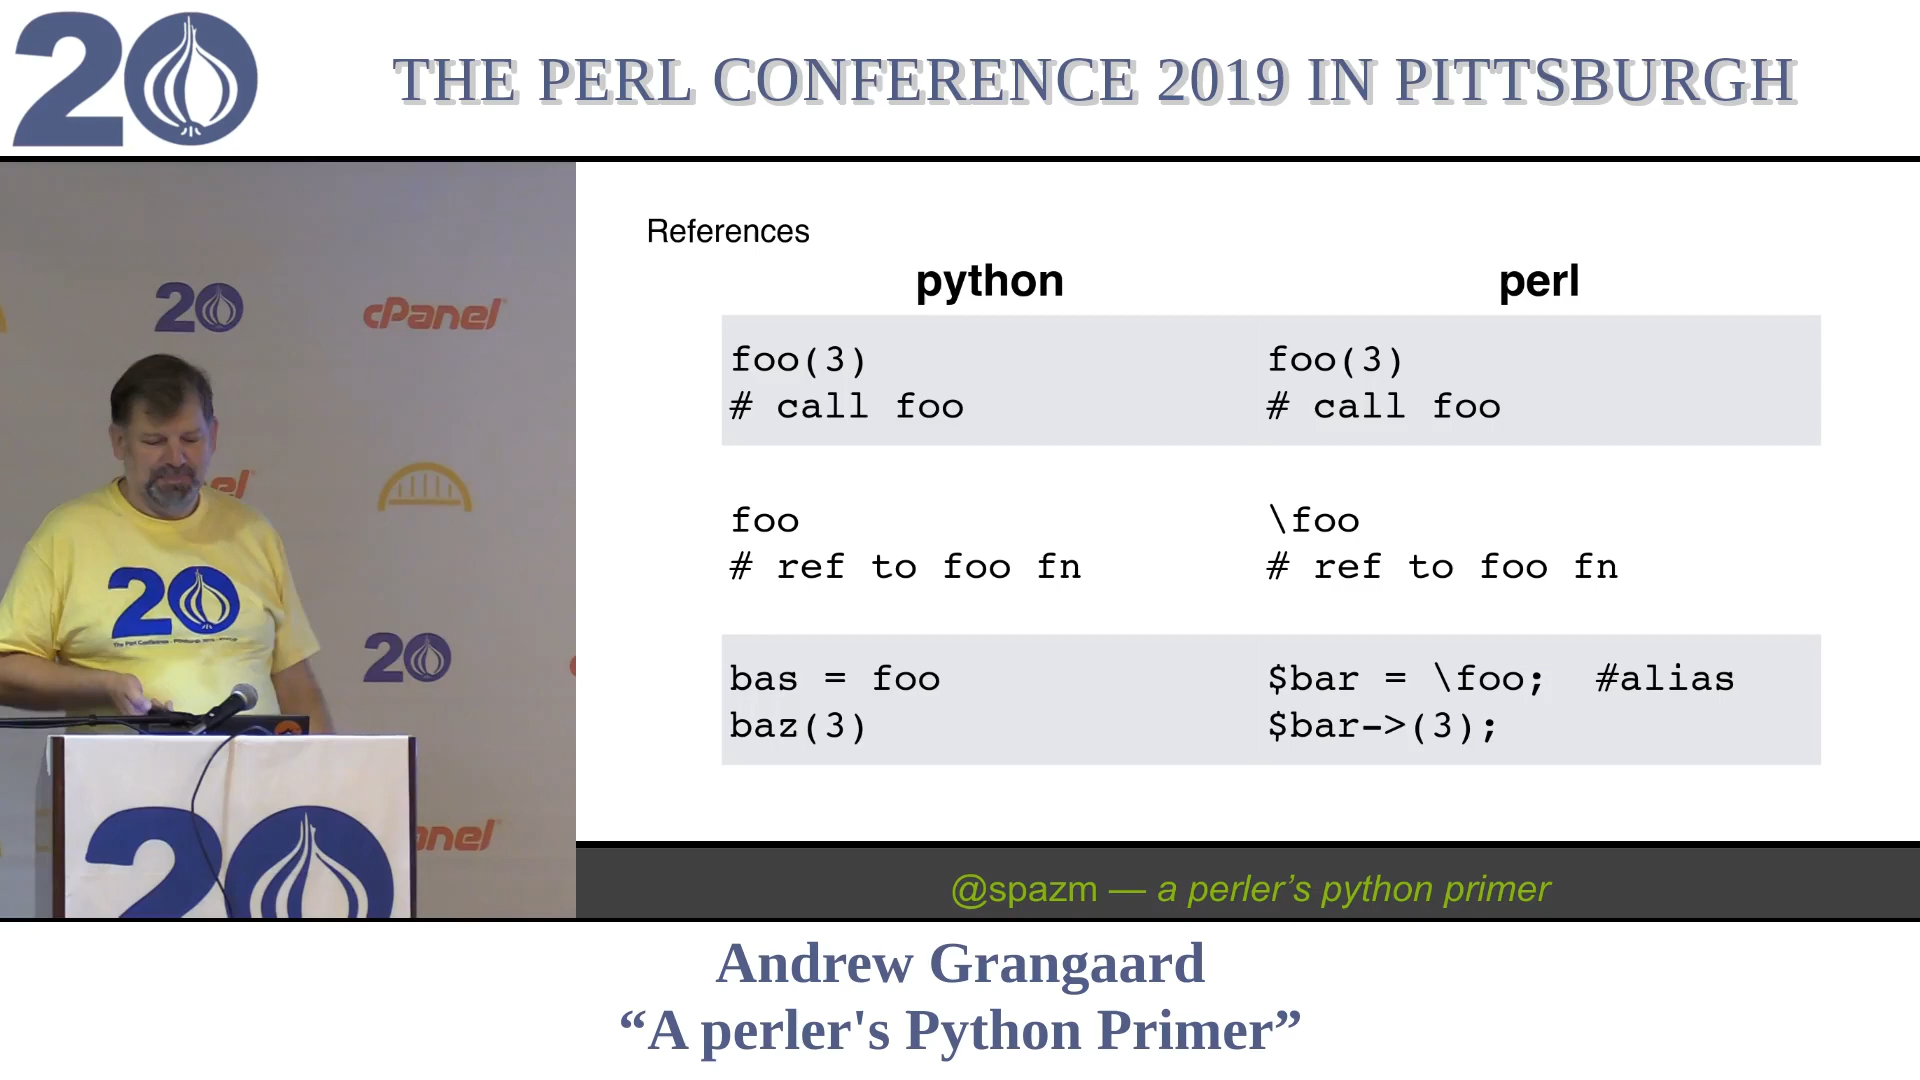 20
THE PERL CONFERENCE 2019 IN PITTSBURGH
20
cPanel
el
20
20
nel
20
References
python perl
foo(3) foo(3)
# call foo # call foo
foo \foo
# ref to foo fn # ref to foo fn
bas = foo $bar = \foo; #alias
baz(3) $bar->(3);
@spazm — a perler’s python primer
Andrew Grangaard
“A perler's Python Primer”